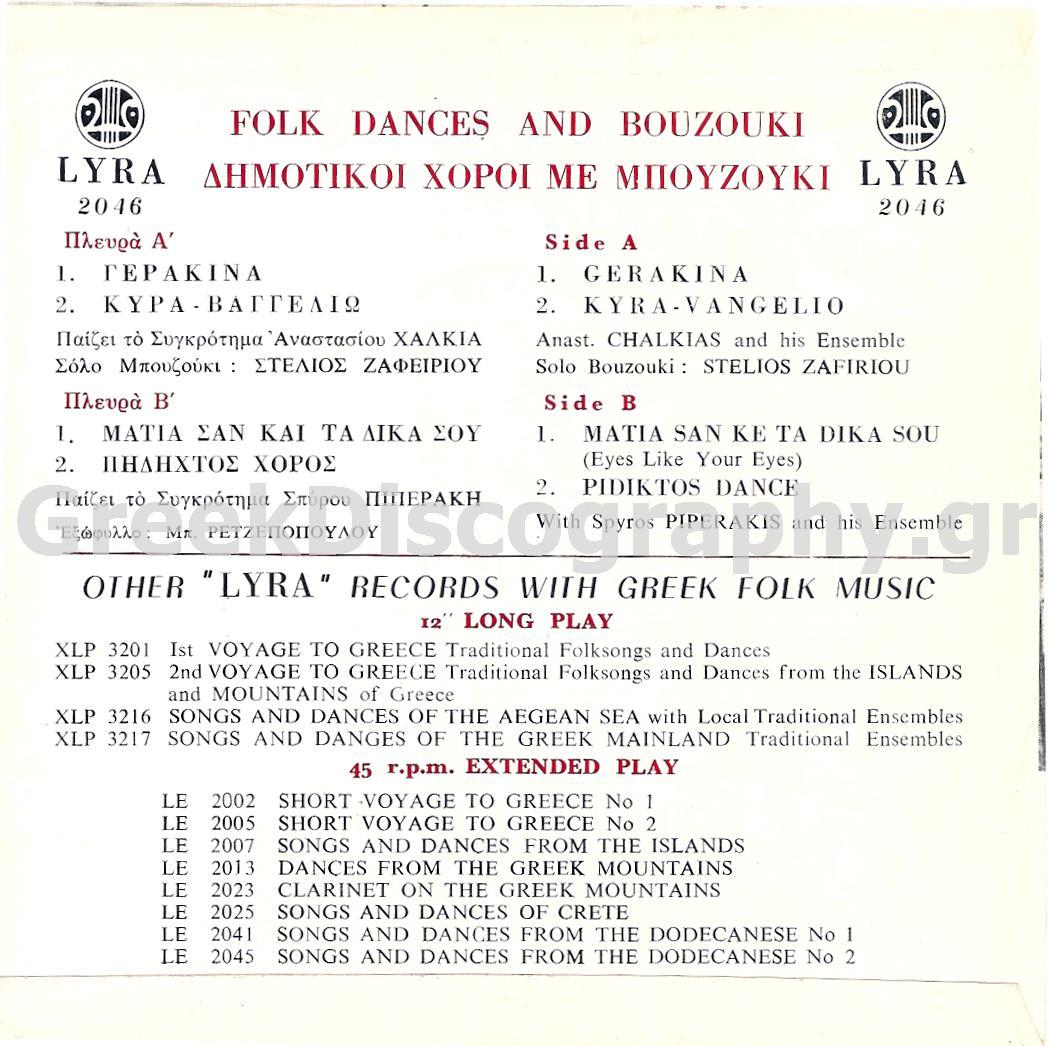 FOLK DANCES AND BOUZOUKI
ΔΗΜΟΤΙΚΟΙ ΧΟΡΟΙ ΜΕ ΜΠΟΥΖΟΥΚΙ
LYRA
2046
LYRA
2046
Πλευρὰ Α'
1. ΓΕΡΑΚΙΝΑ
2. ΚΥΡΑ-ΒΑΓΓΕΛΙΩ
Παίζει τὸ Συγκρότημα Ἀναστασίου ΧΑΛΚΙΑ
Σόλο Μπουζούκι : ΣΤΕΛΙΟΣ ΖΑΦΕΙΡΙΟΥ
Πλευρὰ Β'
1. ΜΑΤΙΑ ΣΑΝ ΚΑΙ ΤΑ ΔΙΚΑ ΣΟΥ
2. ΠΗΔΗΧΤΟΣ ΧΟΡΟΣ
Παίζει τὸ Συγκρότημα Σπύρου ΠΙΠΕΡΑΚΗ
Ἐξώφυλλο : Μπ. ΡΕΤΖΕΠΟΠΟΥΛΟΥ
Side A
1. GERAKINA
2. KYRA-VANGELIO
Anast. CHALKIAS and his Ensemble
Solo Bouzouki : STELIOS ZAFIRIOU
Side B
1. MATIA SAN KE TA DIKA SOU
(Eyes Like Your Eyes)
2. PIDIKTOS DANCE
With Spyros PIPERAKIS and his Ensemble
GreekDiscography.gr
OTHER "LYRA" RECORDS WITH GREEK FOLK MUSIC
12'' LONG PLAY
XLP 3201 Ist VOYAGE TO GREECE Traditional Folksongs and Dances
XLP 3205 2nd VOYAGE TO GREECE Traditional Folksongs and Dances from the ISLANDS
and MOUNTAINS of Greece
XLP 3216 SONGS AND DANCES OF THE AEGEAN SEA with Local Traditional Ensembles
XLP 3217 SONGS AND DANGES OF THE GREEK MAINLAND Traditional Ensembles
45 r.p.m. EXTENDED PLAY
LE 2002 SHORT VOYAGE TO GREECE No 1
LE 2005 SHORT VOYAGE TO GREECE No 2
LE 2007 SONGS AND DANCES FROM THE ISLANDS
LE 2013 DANCES FROM THE GREEK MOUNTAINS
LE 2023 CLARINET ON THE GREEK MOUNTAINS
LE 2025 SONGS AND DANCES OF CRETE
LE 2041 SONGS AND DANCES FROM THE DODECANESE No 1
LE 2045 SONGS AND DANCES FROM THE DODECANESE No 2